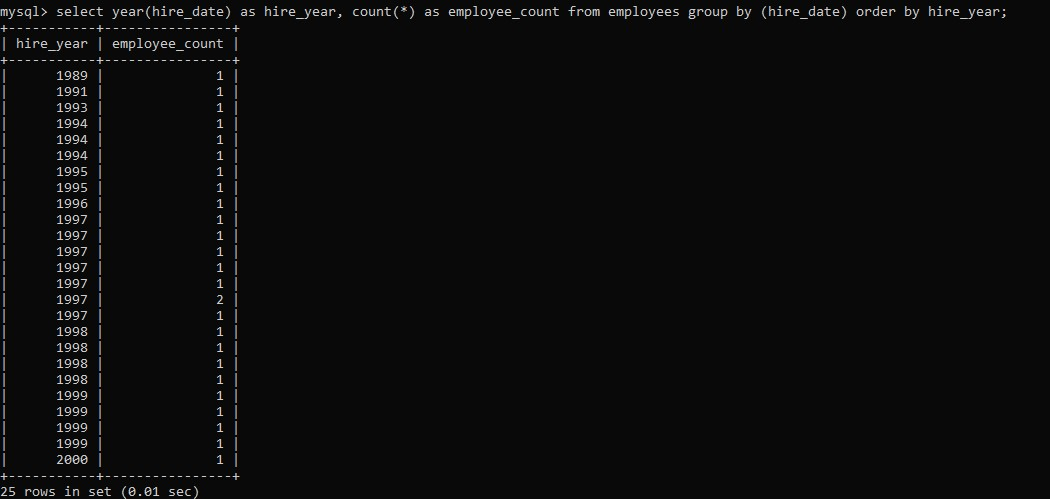 mysql> select year(hire_date) as hire_year, count(*) as employee_count from employees group by (hire_date) order by hire_year;
+-----------+----------------+
| hire_year | employee_count |
+-----------+----------------+
|      1989 |              1 |
|      1991 |              1 |
|      1993 |              1 |
|      1994 |              1 |
|      1994 |              1 |
|      1994 |              1 |
|      1995 |              1 |
|      1995 |              1 |
|      1996 |              1 |
|      1997 |              1 |
|      1997 |              1 |
|      1997 |              1 |
|      1997 |              1 |
|      1997 |              1 |
|      1997 |              2 |
|      1997 |              1 |
|      1998 |              1 |
|      1998 |              1 |
|      1998 |              1 |
|      1998 |              1 |
|      1999 |              1 |
|      1999 |              1 |
|      1999 |              1 |
|      1999 |              1 |
|      2000 |              1 |
+-----------+----------------+
25 rows in set (0.01 sec)